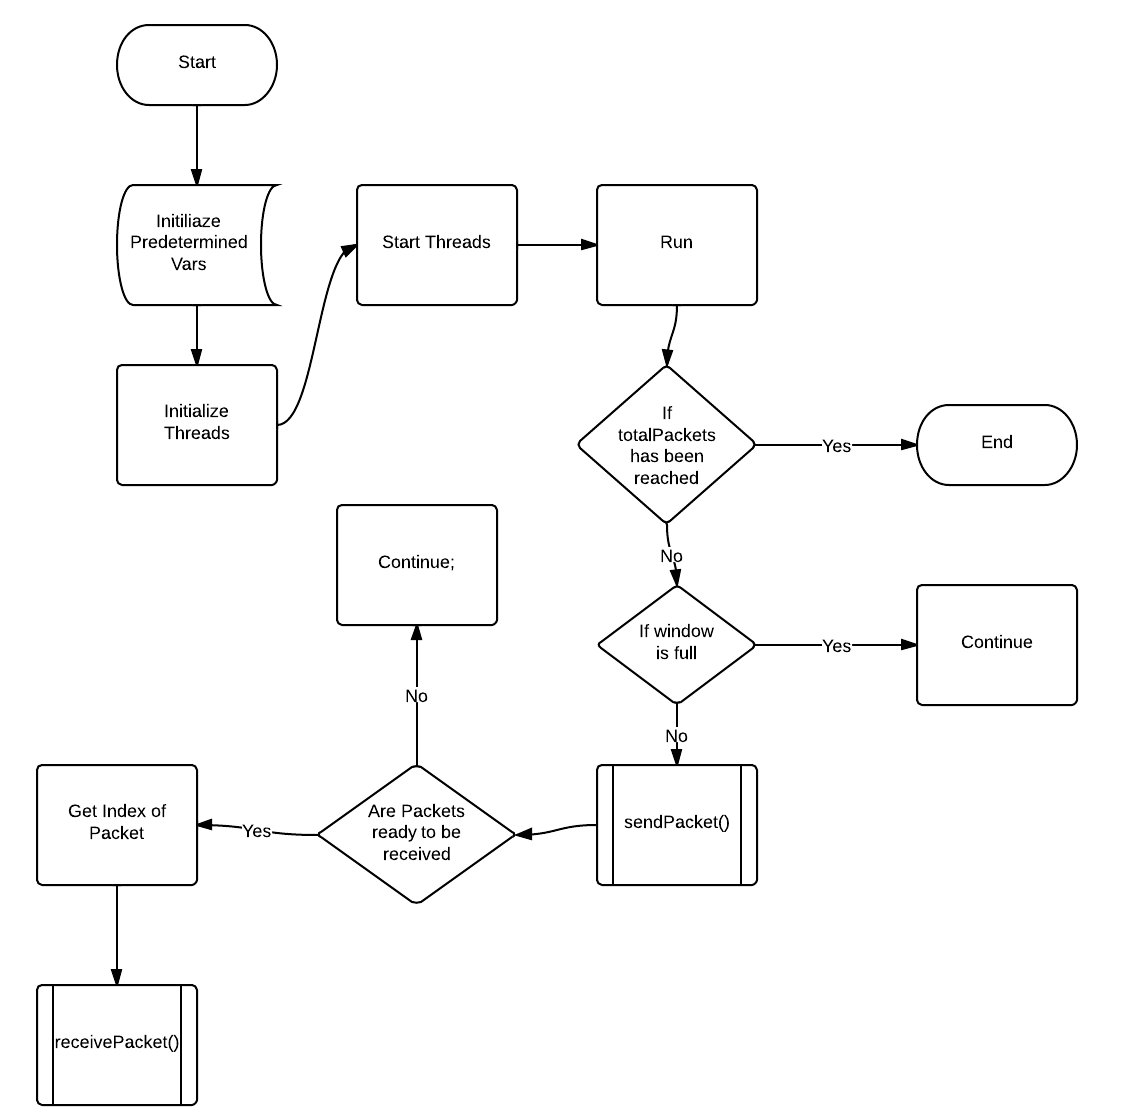 Start
Initiliaze
Predetermined
Vars
Start Threads
Run
Initialize
Threads
If
totalPackets
has been
reached
Yes
End
No
Continue;
If window
is full
Yes
Continue
No
No
Get Index of
Packet
Yes
Are Packets
ready to be
received
sendPacket()
receivePacket()